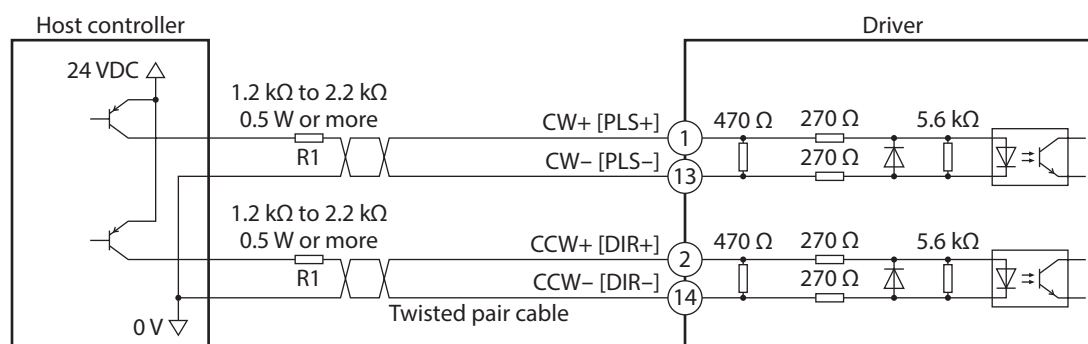 Host controller
Driver
24 VDC
1.2 kΩ to 2.2 kΩ
0.5 W or more
R1
CW+ [PLS+]
CW– [PLS–]
1
13
470 Ω
270 Ω
270 Ω
5.6 kΩ
1.2 kΩ to 2.2 kΩ
0.5 W or more
R1
CCW+ [DIR+]
CCW– [DIR–]
2
14
470 Ω
270 Ω
270 Ω
5.6 kΩ
Twisted pair cable
0 V